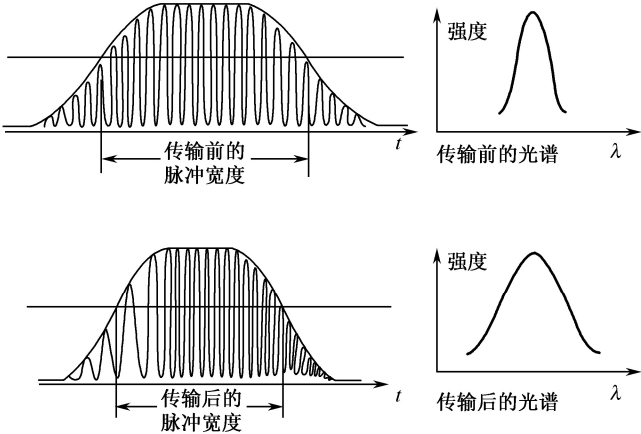 强度
t
λ
传输前的
脉冲宽度
传输前的光谱
强度
t
λ
传输后的
脉冲宽度
传输后的光谱